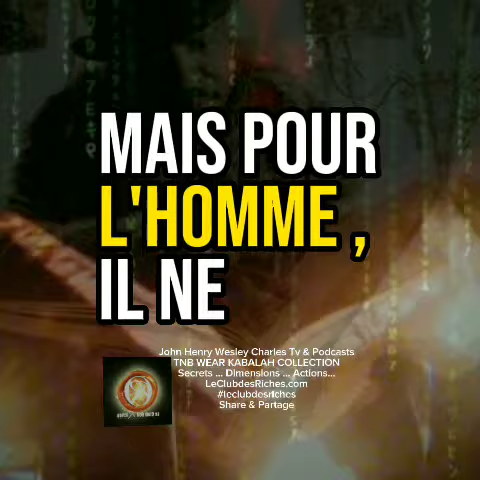 MAIS POUR
L'HOMME ,
IL NE
John Henry Wesley Charles Tv & Podcasts
TNB WEAR KABALAH COLLECTION
Secrets ... Dimensions ... Actions...
LeClubdesRiches.com
#leclubdesriches
Share & Partage